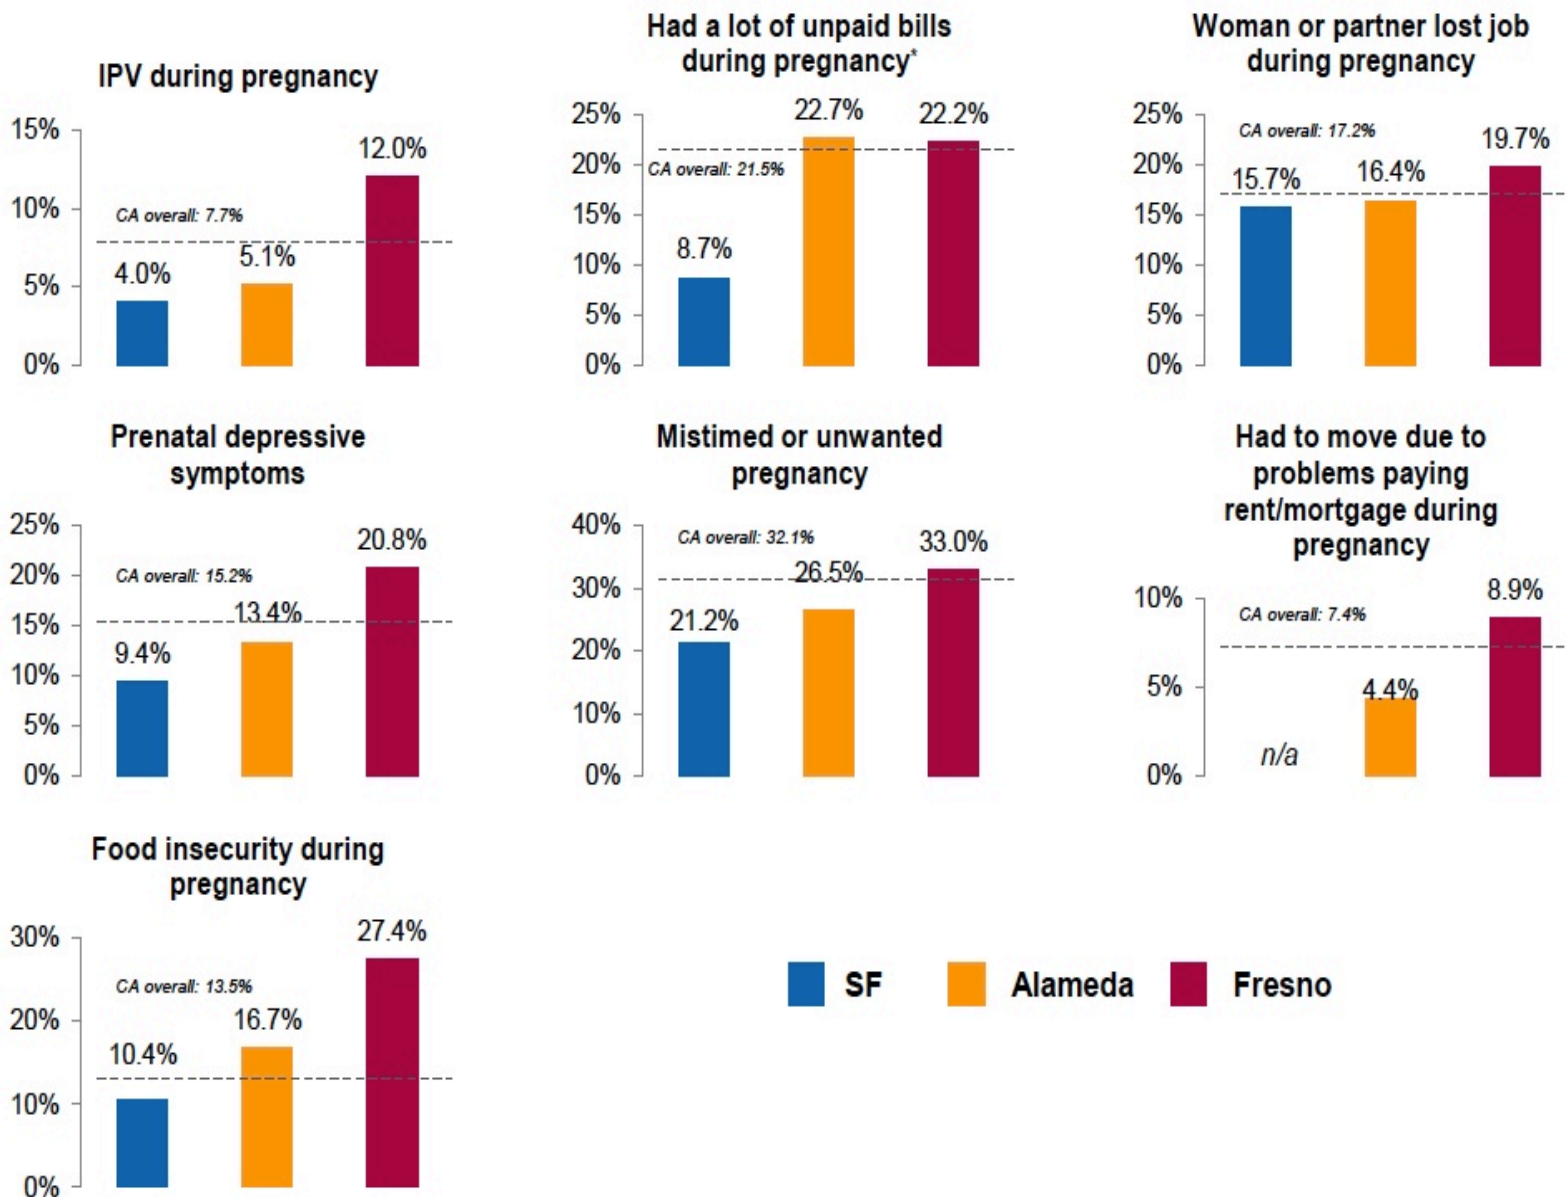 IPV during pregnancy
15%
10%
5%
0%
CA overall: 7.7%
4.0%
5.1%
12.0%
Had a lot of unpaid bills
during pregnancy*
25%
20%
15%
10%
5%
0%
CA overall: 21.5%
8.7%
22.7%
22.2%
Woman or partner lost job
during pregnancy
25%
20%
15%
10%
5%
0%
CA overall: 17.2%
15.7%
16.4%
19.7%
Prenatal depressive
symptoms
25%
20%
15%
10%
5%
0%
CA overall: 15.2%
9.4%
13.4%
20.8%
Mistimed or unwanted
pregnancy
40%
30%
20%
10%
0%
CA overall: 32.1%
21.2%
26.5%
33.0%
Had to move due to
problems paying
rent/mortgage during
pregnancy
10%
5%
0%
CA overall: 7.4%
n/a
4.4%
8.9%
Food insecurity during
pregnancy
30%
20%
10%
0%
CA overall: 13.5%
10.4%
16.7%
27.4%
SF
Alameda
Fresno